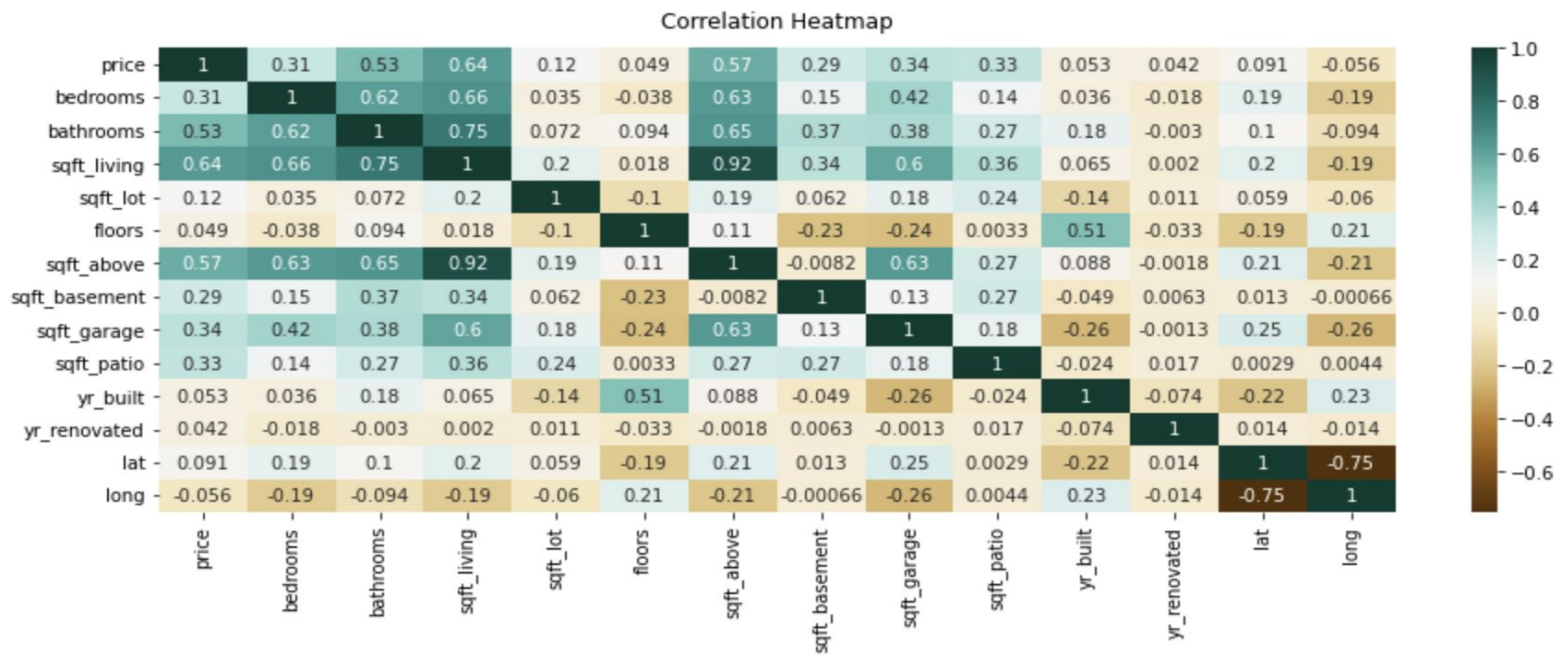 Correlation Heatmap
price 1 0.31 0.53 0.64 0.12 0.049 0.57 0.29 0.34 0.33 0.053 0.042 0.091 -0.056 1.0
bedrooms 0.31 1 0.62 0.66 0.035 -0.038 0.63 0.15 0.42 0.14 0.036 -0.018 0.19 -0.19 0.8
bathrooms 0.53 0.62 1 0.75 0.072 0.094 0.65 0.37 0.38 0.27 0.18 -0.003 0.1 -0.094
sqft_living 0.64 0.66 0.75 1 0.2 0.018 0.92 0.34 0.6 0.36 0.065 0.002 0.2 -0.19 0.6
sqft_lot 0.12 0.035 0.072 0.2 1 -0.1 0.19 0.062 0.18 0.24 -0.14 0.011 0.059 -0.06 0.4
floors 0.049 -0.038 0.094 0.018 -0.1 1 0.11 -0.23 -0.24 0.0033 0.51 -0.033 -0.19 0.21
sqft_above 0.57 0.63 0.65 0.92 0.19 0.11 1 -0.0082 0.63 0.27 0.088 -0.0018 0.21 -0.21 0.2
sqft_basement 0.29 0.15 0.37 0.34 0.062 -0.23 -0.0082 1 0.13 0.27 -0.049 0.0063 0.013 -0.00066 0.0
sqft_garage 0.34 0.42 0.38 0.6 0.18 -0.24 0.63 0.13 1 0.18 -0.26 -0.0013 0.25 -0.26
sqft_patio 0.33 0.14 0.27 0.36 0.24 0.0033 0.27 0.27 0.18 1 -0.024 0.017 0.0029 0.0044 −0.2
yr_built 0.053 0.036 0.18 0.065 -0.14 0.51 0.088 -0.049 -0.26 -0.024 1 -0.074 -0.22 0.23 −0.4
yr_renovated 0.042 -0.018 -0.003 0.002 0.011 -0.033 -0.0018 0.0063 -0.0013 0.017 -0.074 1 0.014 -0.014
lat 0.091 0.19 0.1 0.2 0.059 -0.19 0.21 0.013 0.25 0.0029 -0.22 0.014 1 -0.75 −0.6
long -0.056 -0.19 -0.094 -0.19 -0.06 0.21 -0.21 -0.00066 -0.26 0.0044 0.23 -0.014 -0.75 1
price bedrooms bathrooms sqft_living sqft_lot floors sqft_above sqft_basement sqft_garage sqft_patio yr_built yr_renovated lat long